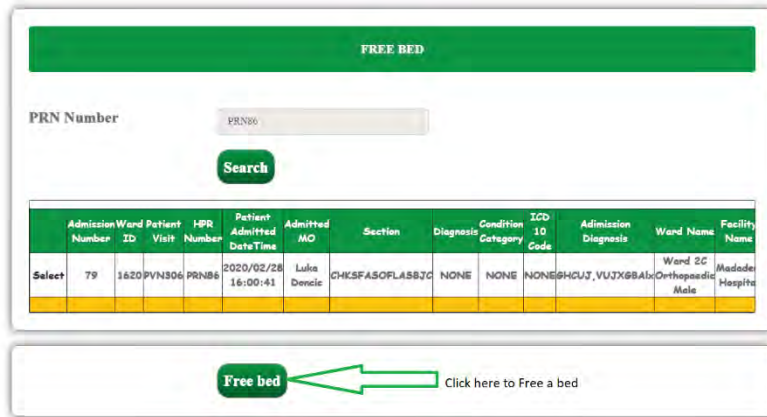 FREE BED
PRN Number
PRN86
Search
Admission Number
Ward ID
Patient Visit
HPR Number
Patient Admitted DateTime
Admitted MO
Section
Diagnosis
Condition Category
ICD 10 Code
Adimission Diagnosis
Ward Name
Facility Name
Select
79
1620
PVN306
PRN86
2020/02/28 16:00:41
Luka Doncic
CHKSFASOFLASBJC
NONE
NONE
NONE
Ward 2C Orthopaedic Male
Free bed
Click here to Free a bed